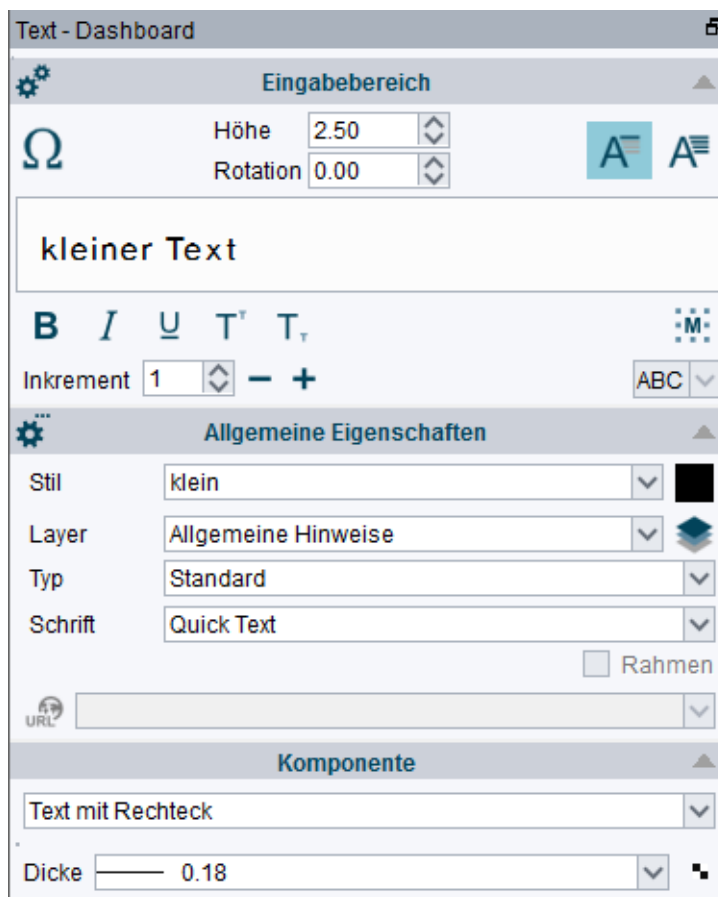 Text - Dashboard
Eingabebereich
Ω
Höhe 2.50
Rotation 0.00
A A
kleiner Text
B I U T T T T M
Inkrement 1 ABC
Allgemeine Eigenschaften
Stil klein
Layer Allgemeine Hinweise
Typ Standard
Schrift Quick Text
Rahmen
URL
Komponente
Text mit Rechteck
Dicke 0.18